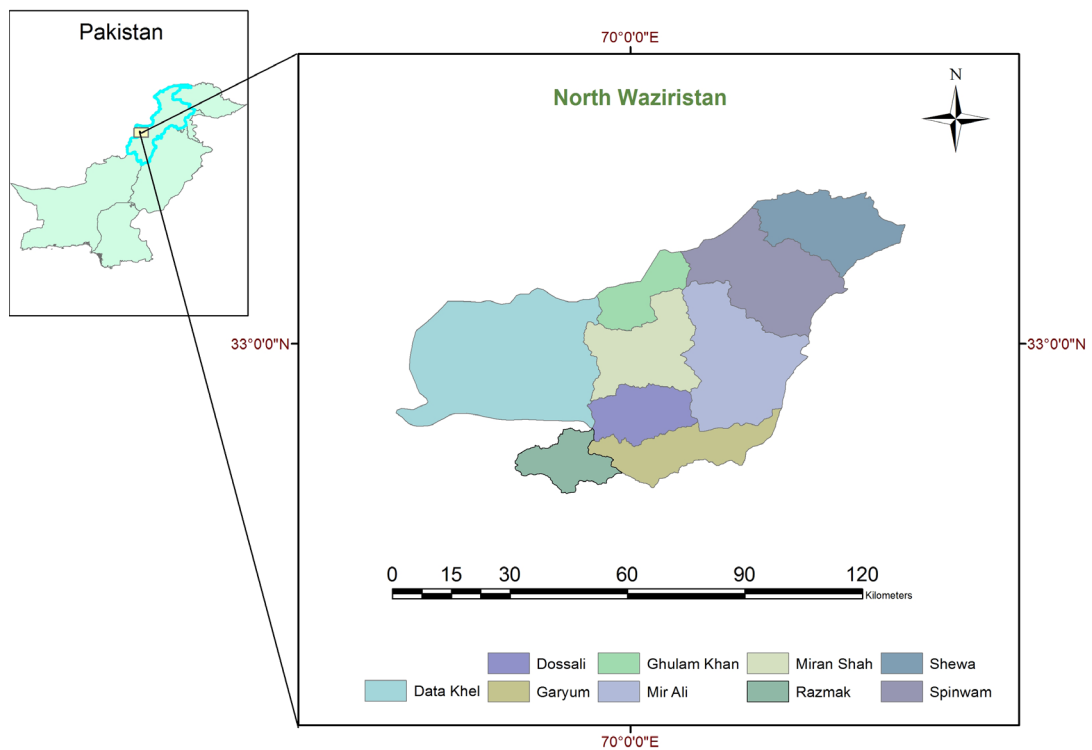 Pakistan
70°0'0"E
North Waziristan
N
33°0'0"N
33°0'0"N
0 15 30 60 90 120
Kilometers
Dossali Ghulam Khan Miran Shah Shewa
Data Khel Garyum Mir Ali Razmak Spinwam
70°0'0"E